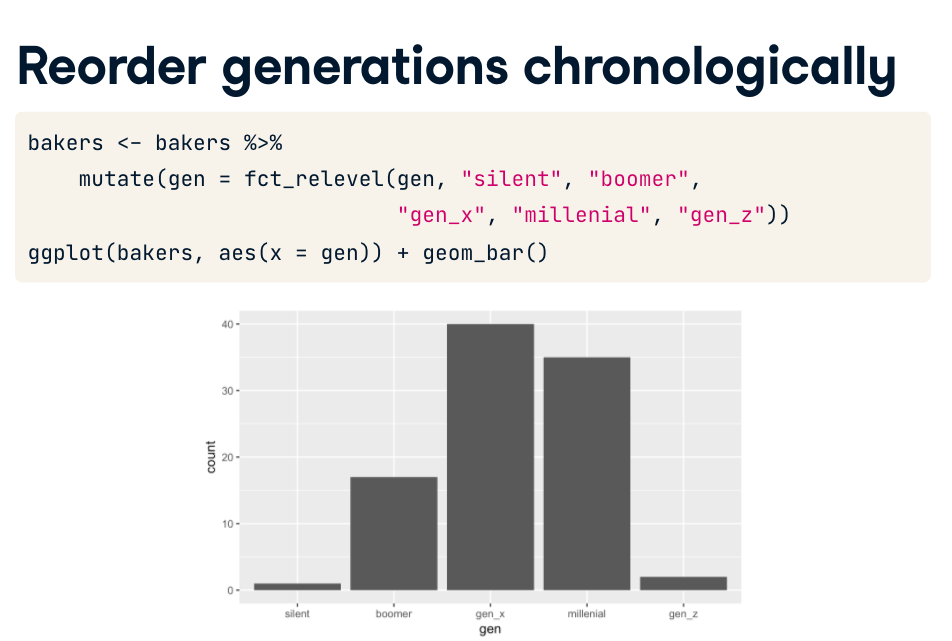 Reorder generations chronologically
bakers <- bakers %>%
mutate(gen = fct_relevel(gen, "silent", "boomer",
"gen_x", "millenial", "gen_z"))
ggplot(bakers, aes(x = gen)) + geom_bar()
40
30
20
10
0
count
silent boomer gen_x millenial gen_z
gen